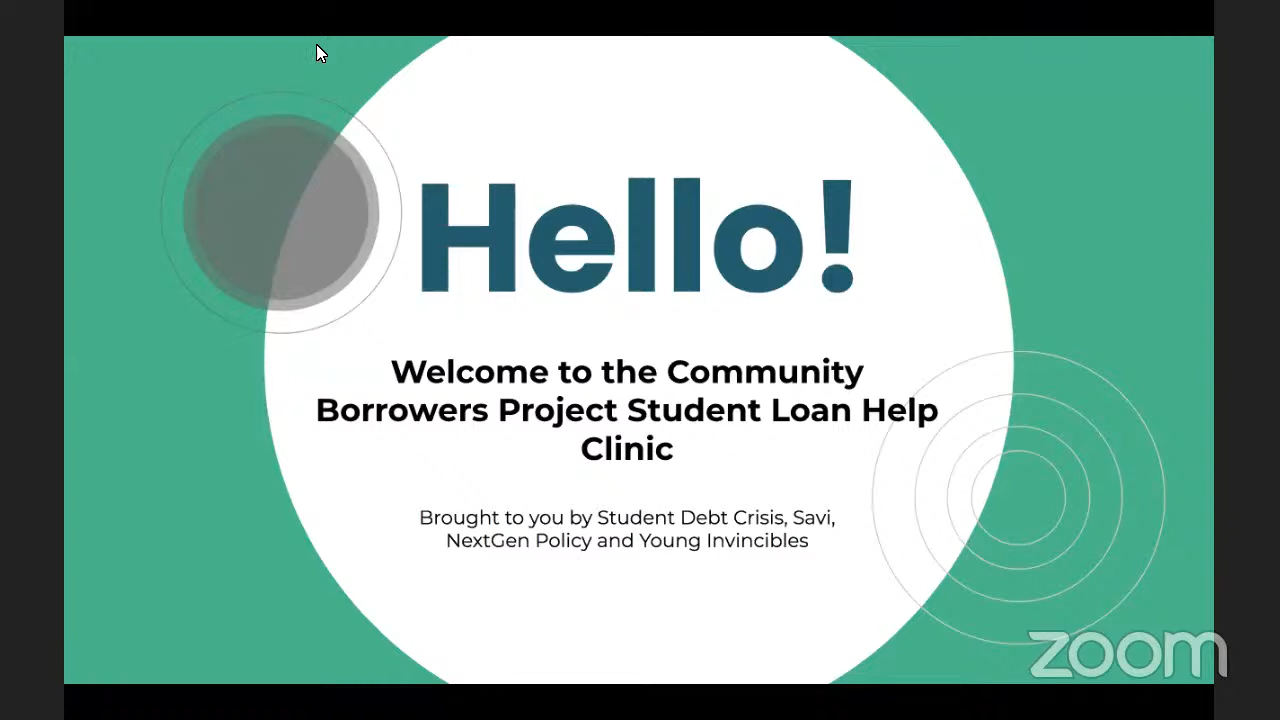 Hello!
Welcome to the Community
Borrowers Project Student Loan Help
Clinic
Brought to you by Student Debt Crisis, Savi,
NextGen Policy and Young Invincibles
zoom